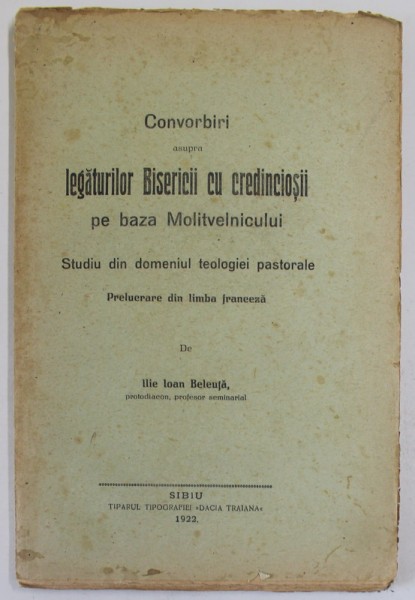 Convorbiri
asupra
legăturilor Bisericii cu credincioșii
pe baza Molitvelnicului
Studiu din domeniul teologiei pastorale
Prelucrare din limba franceză
De
Ilie Ioan Beleuță,
protodiacon, profesor seminarial
SIBIU
TIPARUL TIPOGRAFIEI «DACIA TRAIANA»
1922.